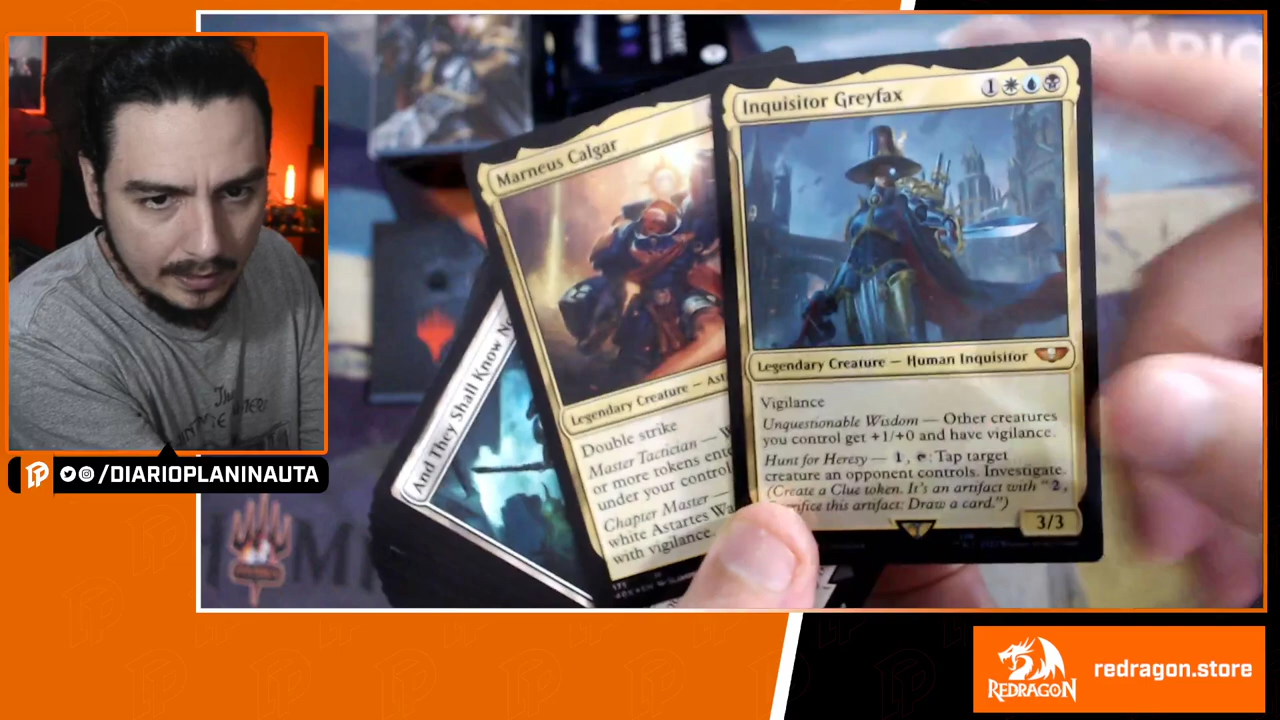 Inquisitor Greyfax
1
Legendary Creature — Human Inquisitor
Vigilance
Unquestionable Wisdom — Other creatures
you control get +1/+0 and have vigilance.
Hunt for Heresy — 1, : Tap target
creature an opponent controls. Investigate.
(Create a Clue token. It's an artifact with "2,
this artifact: Draw a card.")
3/3
Marneus Calgar
Legendary Creature —
Double strike
Master Tactician —
or more tokens
under your control
Chapter Master —
white Astartes
with vigilance.
And They Shall Know
/DIARIOPLANINAUTA
REDRAGON
redragon.store